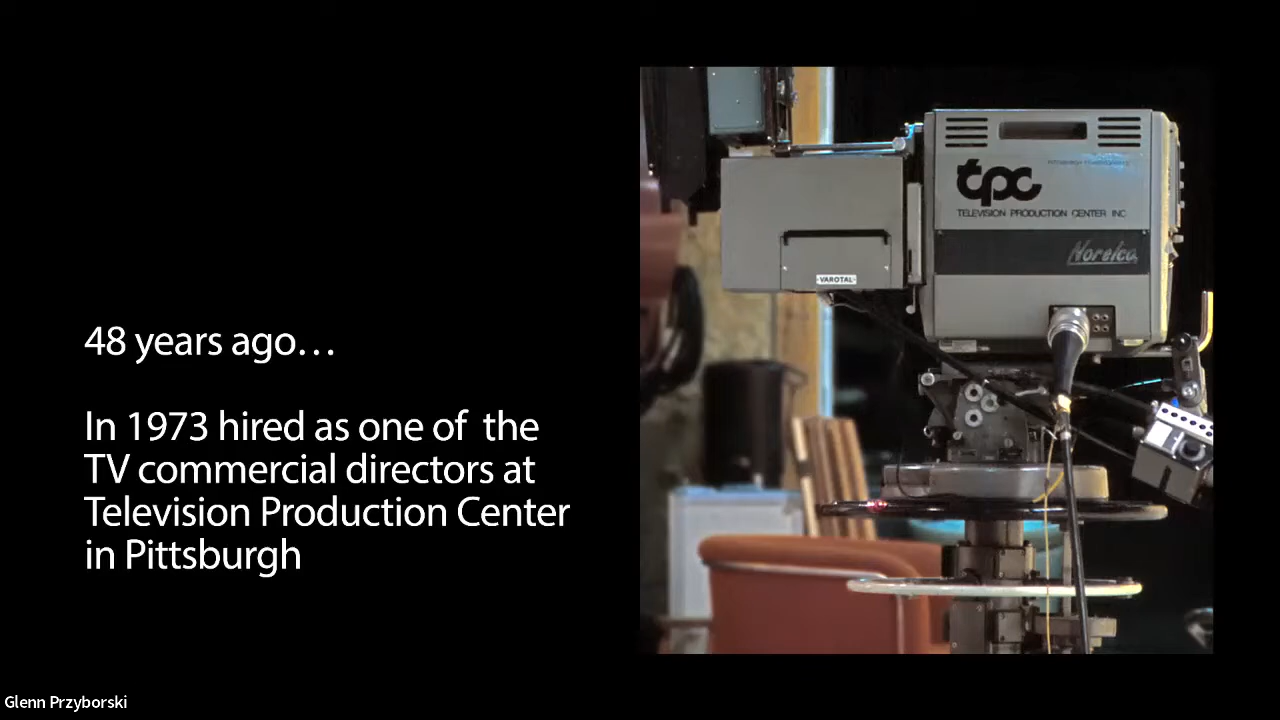 48 years ago…
In 1973 hired as one of the
TV commercial directors at
Television Production Center
in Pittsburgh
tpc
TELEVISION PRODUCTION CENTER INC
Norelco
VAROTAL
Glenn Przyborski